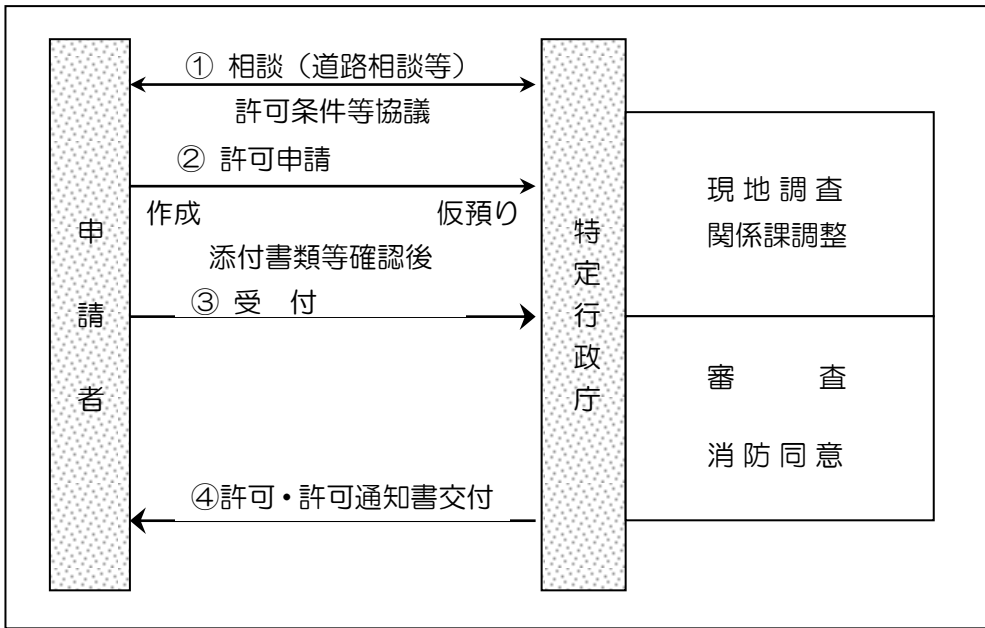 ① 相談（道路相談等）
許可条件等協議
② 許可申請
作成 仮預り
添付書類等確認後
③ 受　付
④許可・許可通知書交付
申請者
特定行政庁
現地調査
関係課調整
審　　査
消防同意